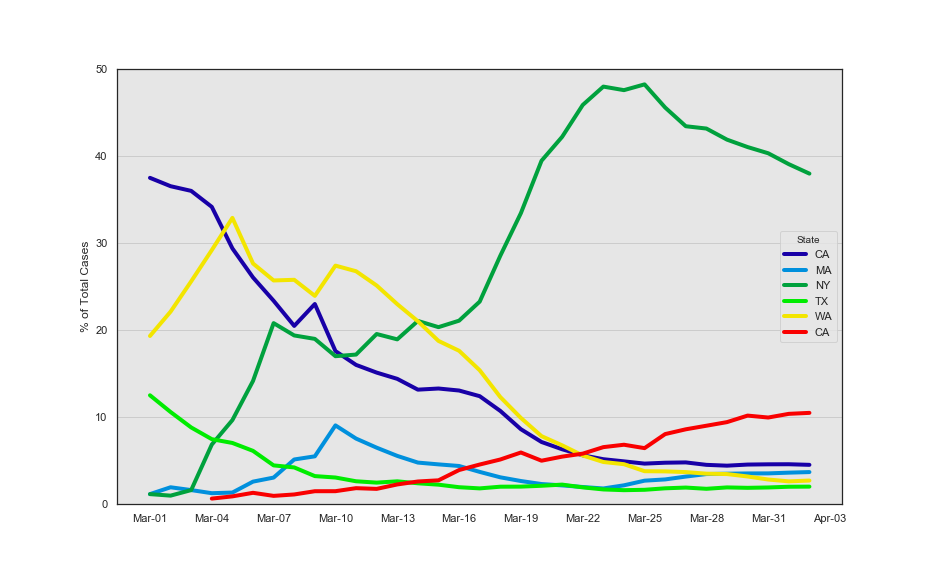 50
40
30
20
10
0
% of Total Cases
State
CA
MA
NY
TX
WA
CA
Mar-01 Mar-04 Mar-07 Mar-10 Mar-13 Mar-16 Mar-19 Mar-22 Mar-25 Mar-28 Mar-31 Apr-03